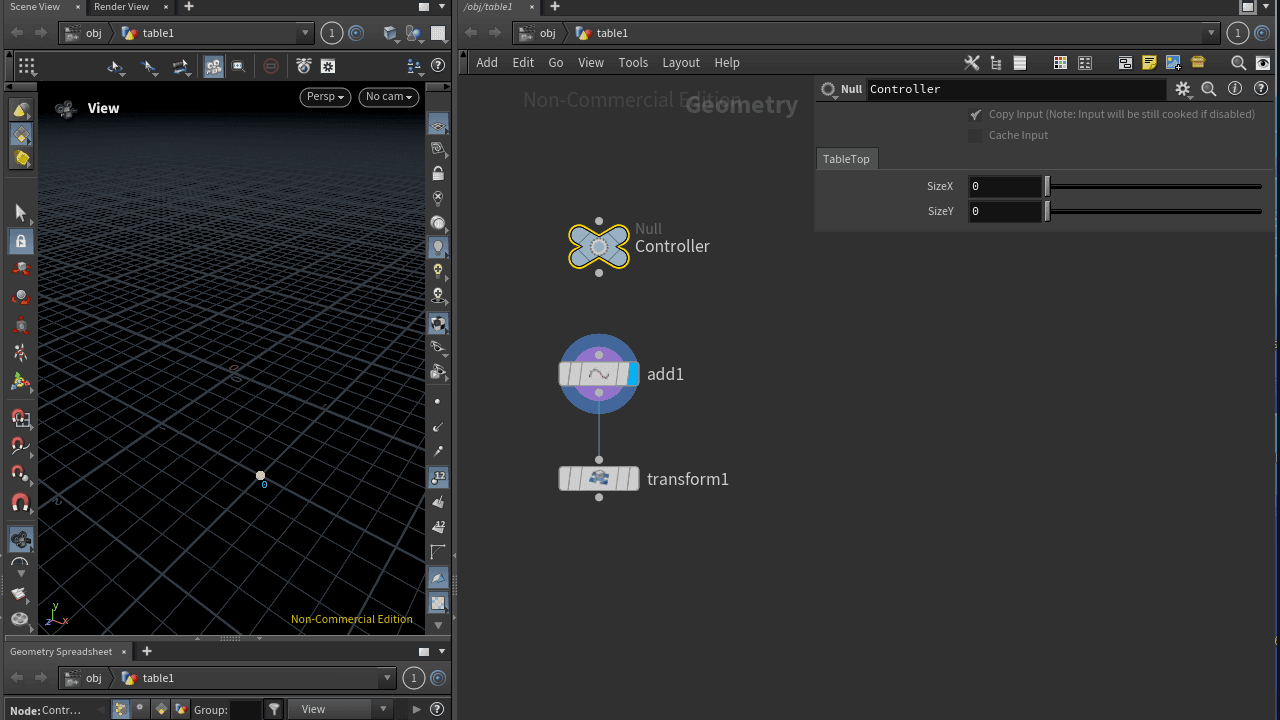 Scene View × Render View × +
/obj/table1 × +
obj table1 1
obj table1 1
Add Edit Go View Tools Layout Help
View
Persp No cam
Non-Commercial Edition
Geometry
Null Controller
Copy Input (Note: Input will be still cooked if disabled)
Cache Input
TableTop
SizeX 0
SizeY 0
Null
Controller
add1
transform1
0
12
12
y
z x
Non-Commercial Edition
Geometry Spreadsheet × +
obj table1 1
Node: Contr... Group: View